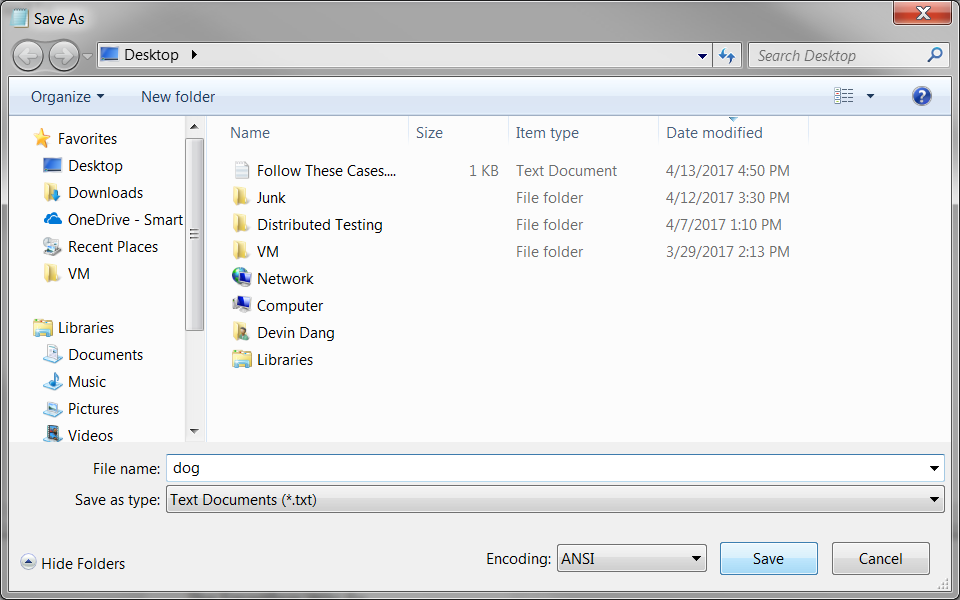 Save As
Desktop
Search Desktop
Organize
New folder
?
Name Size Item type Date modified
Favorites
Desktop
Downloads
OneDrive - Smart
Recent Places
VM
Libraries
Documents
Music
Pictures
Videos
Follow These Cases.... 1 KB Text Document 4/13/2017 4:50 PM
Junk File folder 4/12/2017 3:30 PM
Distributed Testing File folder 4/7/2017 1:10 PM
VM File folder 3/29/2017 2:13 PM
Network
Computer
Devin Dang
Libraries
File name: dog
Save as type: Text Documents (*.txt)
Hide Folders
Encoding: ANSI
Save
Cancel